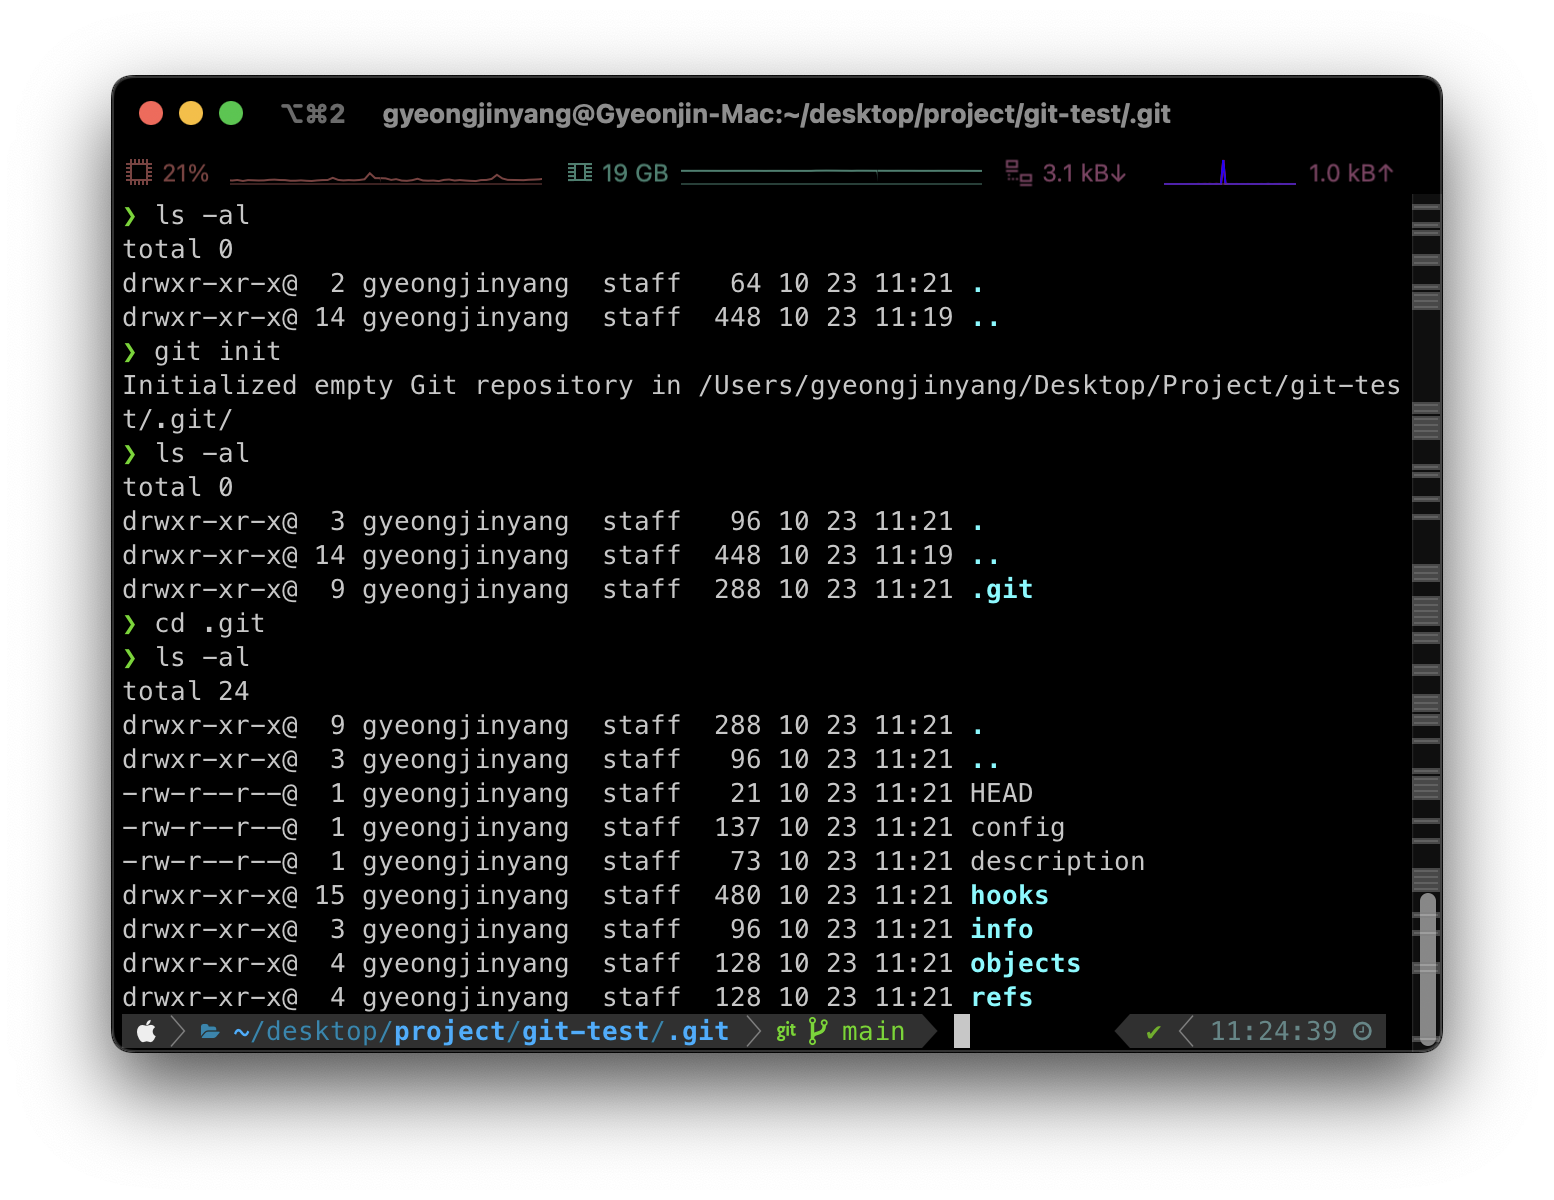 ⌥⌘2 gyeongjinyang@Gyeonjin-Mac:~/desktop/project/git-test/.git
21% 19 GB 3.1 kB↓ 1.0 kB↑
❯ ls -al
total 0
drwxr-xr-x@  2 gyeongjinyang  staff   64 10 23 11:21 .
drwxr-xr-x@ 14 gyeongjinyang  staff  448 10 23 11:19 ..
❯ git init
Initialized empty Git repository in /Users/gyeongjinyang/Desktop/Project/git-tes
t/.git/
❯ ls -al
total 0
drwxr-xr-x@  3 gyeongjinyang  staff   96 10 23 11:21 .
drwxr-xr-x@ 14 gyeongjinyang  staff  448 10 23 11:19 ..
drwxr-xr-x@  9 gyeongjinyang  staff  288 10 23 11:21 .git
❯ cd .git
❯ ls -al
total 24
drwxr-xr-x@  9 gyeongjinyang  staff  288 10 23 11:21 .
drwxr-xr-x@  3 gyeongjinyang  staff   96 10 23 11:21 ..
-rw-r--r--@  1 gyeongjinyang  staff   21 10 23 11:21 HEAD
-rw-r--r--@  1 gyeongjinyang  staff  137 10 23 11:21 config
-rw-r--r--@  1 gyeongjinyang  staff   73 10 23 11:21 description
drwxr-xr-x@ 15 gyeongjinyang  staff  480 10 23 11:21 hooks
drwxr-xr-x@  3 gyeongjinyang  staff   96 10 23 11:21 info
drwxr-xr-x@  4 gyeongjinyang  staff  128 10 23 11:21 objects
drwxr-xr-x@  4 gyeongjinyang  staff  128 10 23 11:21 refs
~/desktop/project/git-test/.git git main ✔ 11:24:39